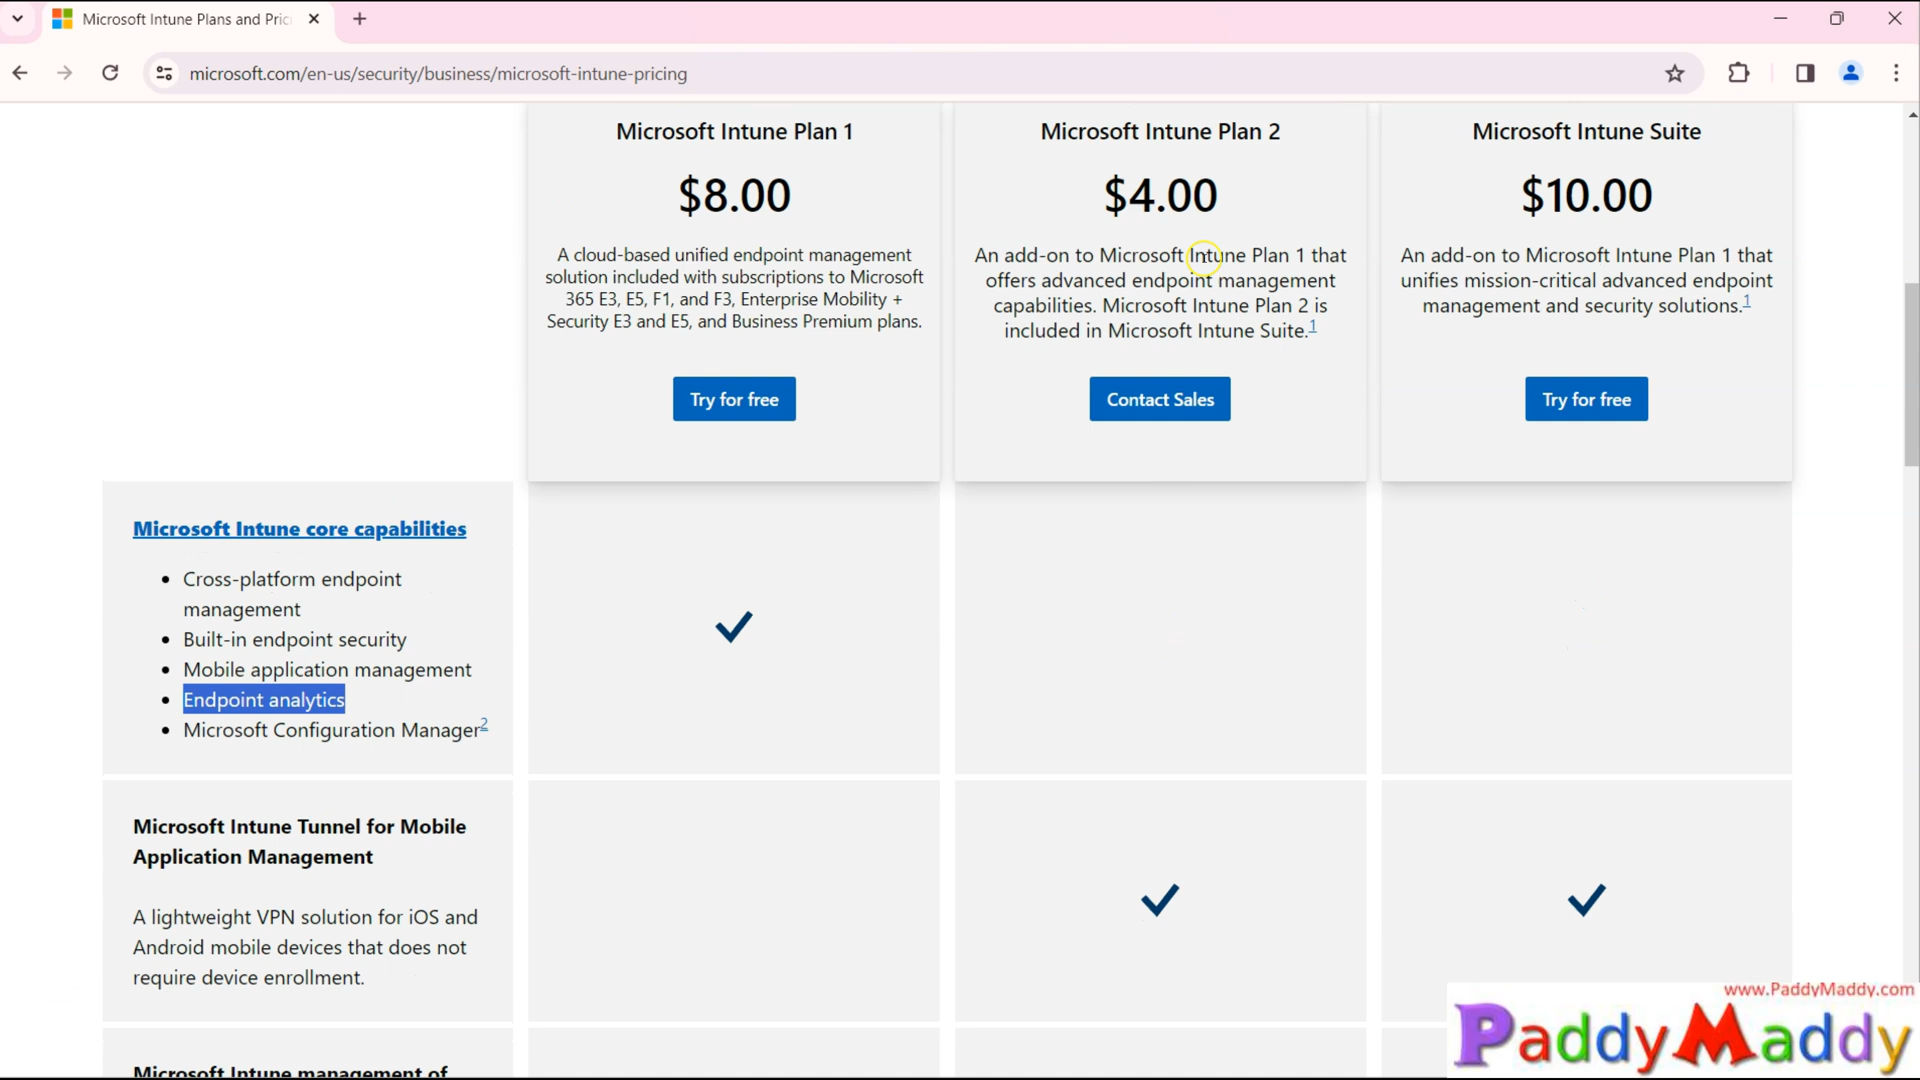 Microsoft Intune Plans and Pric
microsoft.com/en-us/security/business/microsoft-intune-pricing
Microsoft Intune Plan 1
$8.00
A cloud-based unified endpoint management
solution included with subscriptions to Microsoft
365 E3, E5, F1, and F3, Enterprise Mobility +
Security E3 and E5, and Business Premium plans.
Try for free
Microsoft Intune Plan 2
$4.00
An add-on to Microsoft Intune Plan 1 that
offers advanced endpoint management
capabilities. Microsoft Intune Plan 2 is
included in Microsoft Intune Suite.1
Contact Sales
Microsoft Intune Suite
$10.00
An add-on to Microsoft Intune Plan 1 that
unifies mission-critical advanced endpoint
management and security solutions.1
Try for free
Microsoft Intune core capabilities
• Cross-platform endpoint
management
• Built-in endpoint security
• Mobile application management
• Endpoint analytics
• Microsoft Configuration Manager2
Microsoft Intune Tunnel for Mobile
Application Management
A lightweight VPN solution for iOS and
Android mobile devices that does not
require device enrollment.
Microsoft Intune management of
www.PaddyMaddy.com
PaddyMaddy